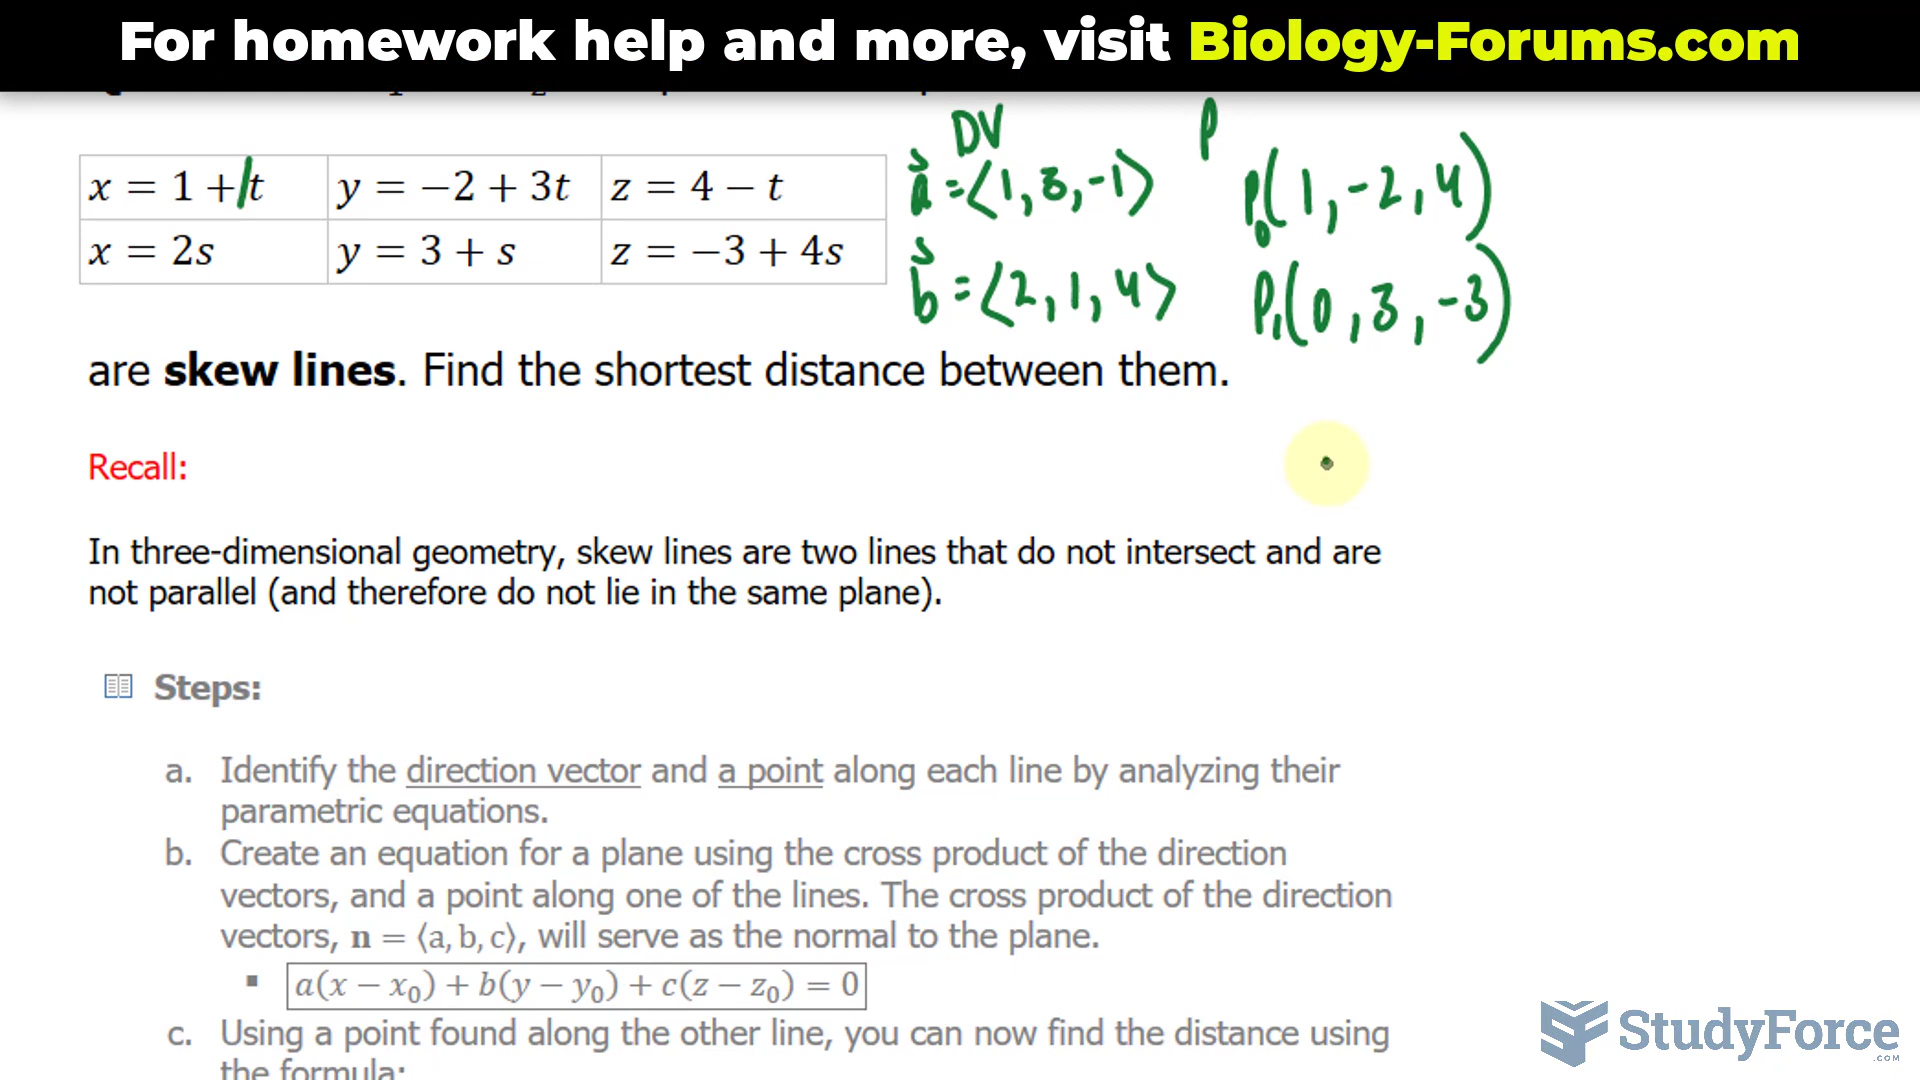 For homework help and more, visit Biology-Forums.com
DV P
x = 1 + 1t y = −2 + 3t z = 4 − t a = ⟨1, 3, -1⟩ P0(1, -2, 4)
x = 2s y = 3 + s z = −3 + 4s b = ⟨2, 1, 4⟩ P1(0, 3, -3)
are skew lines. Find the shortest distance between them.
Recall:
In three-dimensional geometry, skew lines are two lines that do not intersect and are
not parallel (and therefore do not lie in the same plane).
Steps:
a. Identify the direction vector and a point along each line by analyzing their
parametric equations.
b. Create an equation for a plane using the cross product of the direction
vectors, and a point along one of the lines. The cross product of the direction
vectors, n = ⟨a, b, c⟩, will serve as the normal to the plane.
▪ a(x − x₀) + b(y − y₀) + c(z − z₀) = 0
c. Using a point found along the other line, you can now find the distance using
the formula:
StudyForce
.COM